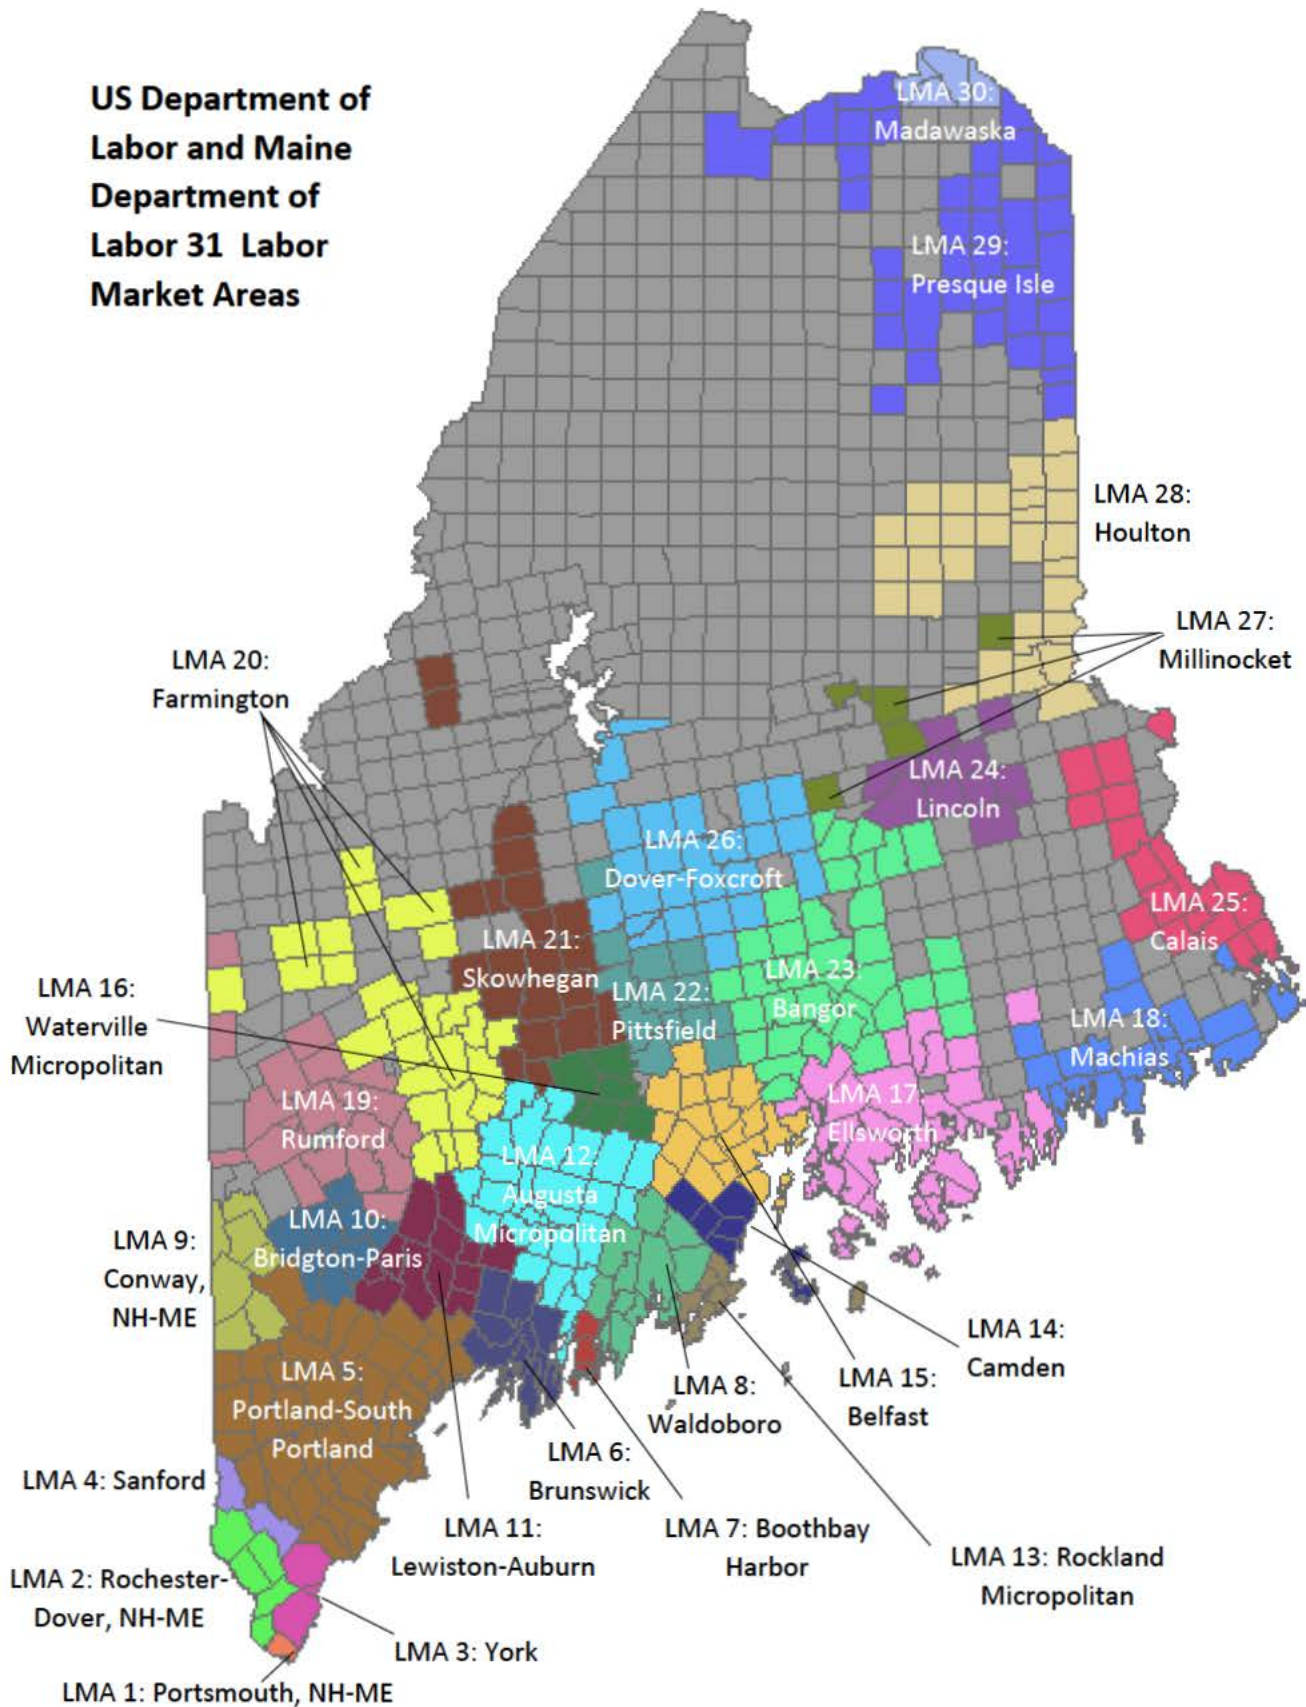 US Department of
Labor and Maine
Department of
Labor 31 Labor
Market Areas
LMA 30:
Madawaska
LMA 29:
Presque Isle
LMA 28:
Houlton
LMA 27:
Millinocket
LMA 20:
Farmington
LMA 24:
Lincoln
LMA 26:
Dover-Foxcroft
LMA 25:
Calais
LMA 21:
Skowhegan
LMA 23:
Bangor
LMA 16:
Waterville
Micropolitan
LMA 22:
Pittsfield
LMA 18:
Machias
LMA 19:
Rumford
LMA 17:
Ellsworth
LMA 12:
Augusta
Micropolitan
LMA 10:
Bridgton-Paris
LMA 9:
Conway,
NH-ME
LMA 14:
Camden
LMA 5:
Portland-South
Portland
LMA 8:
Waldoboro
LMA 15:
Belfast
LMA 4: Sanford
LMA 6:
Brunswick
LMA 11:
Lewiston-Auburn
LMA 7: Boothbay
Harbor
LMA 13: Rockland
Micropolitan
LMA 2: Rochester-
Dover, NH-ME
LMA 3: York
LMA 1: Portsmouth, NH-ME